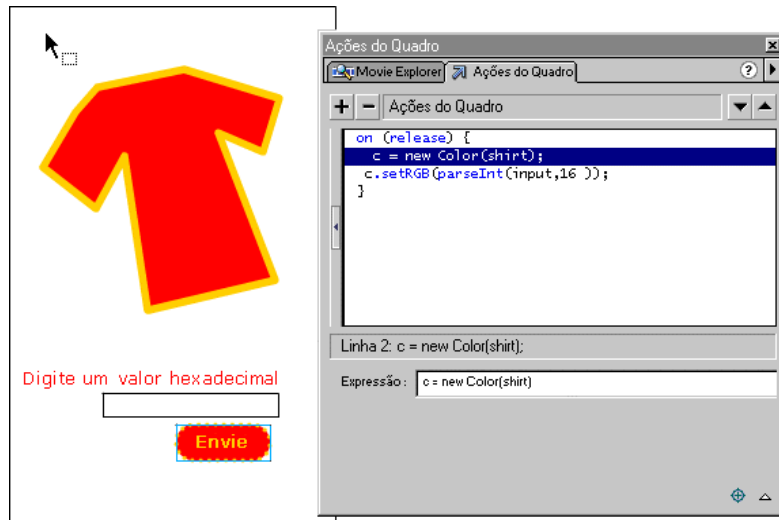 Ações do Quadro
Movie Explorer Ações do Quadro
Ações do Quadro
on (release) {
c = new Color(shirt);
c.setRGB(parseInt(input,16 ));
}
Linha 2: c = new Color(shirt);
Expressão : c = new Color(shirt)
Digite um valor hexadecimal
Envie